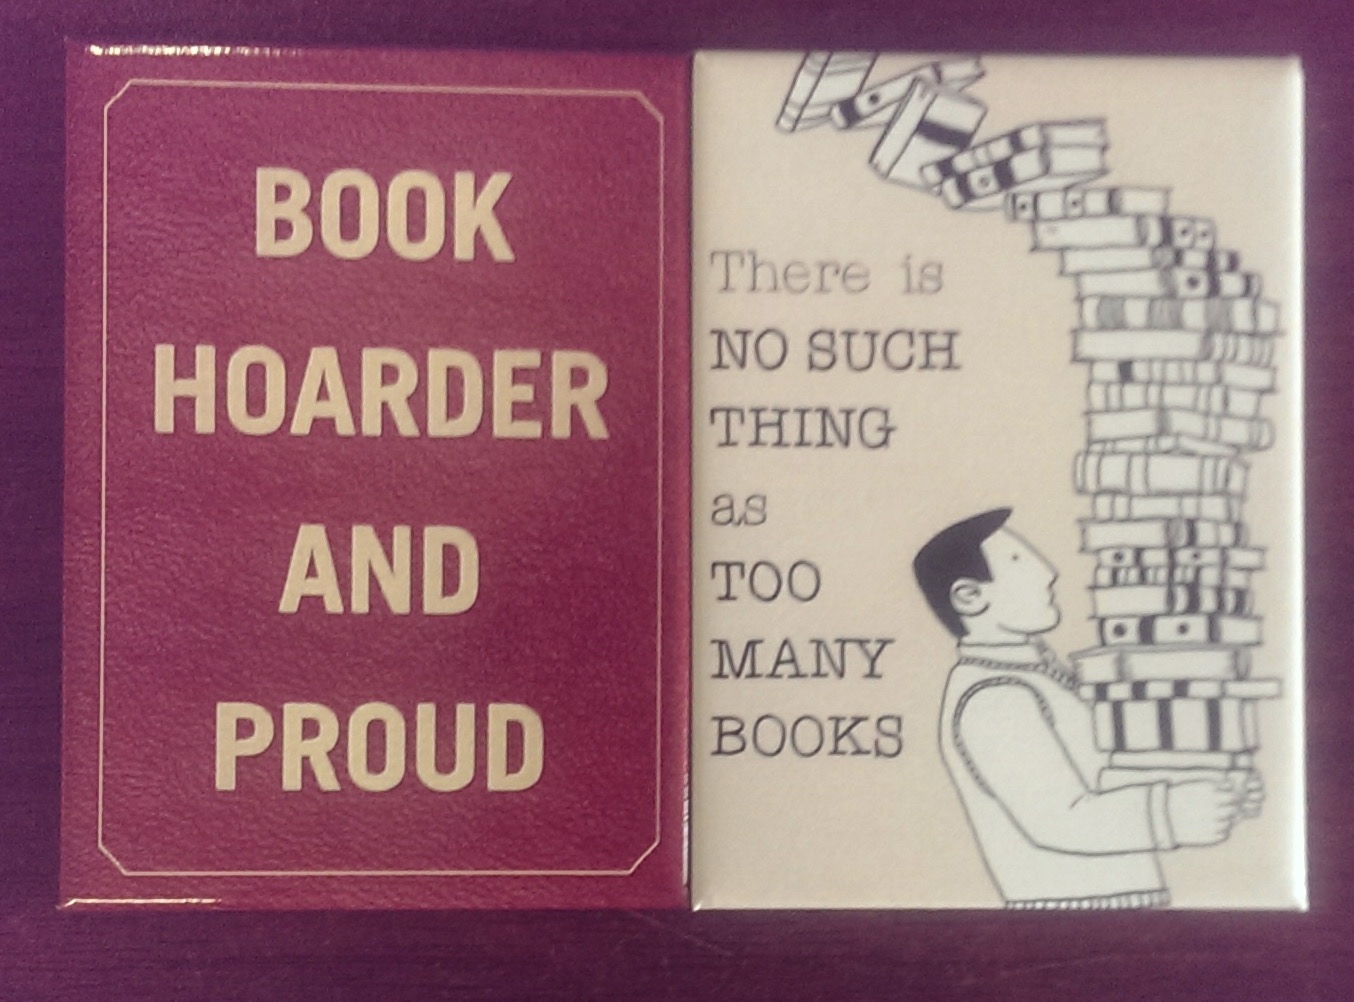 BOOK
HOARDER
AND
PROUD
There is
NO SUCH
THING
as
TOO
MANY
BOOKS